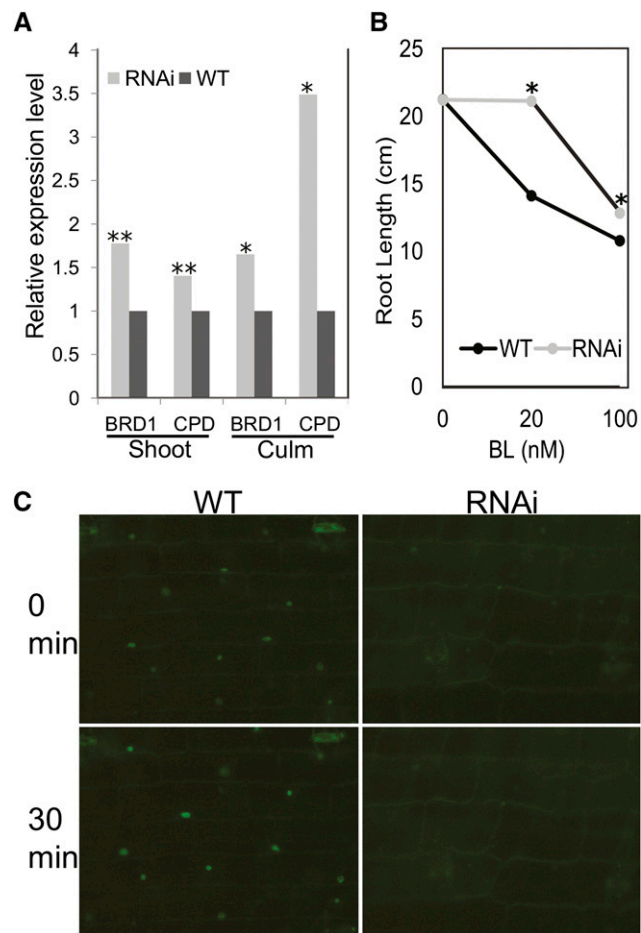 A
Relative expression level
4
3.5
3
2.5
2
1.5
1
0.5
0
RNAi WT
**
**
*
*
BRD1 CPD BRD1 CPD
Shoot Culm
B
Root Length (cm)
25
20
15
10
5
0
*
*
WT RNAi
0 20 100
BL (nM)
C
WT RNAi
0
min
30
min